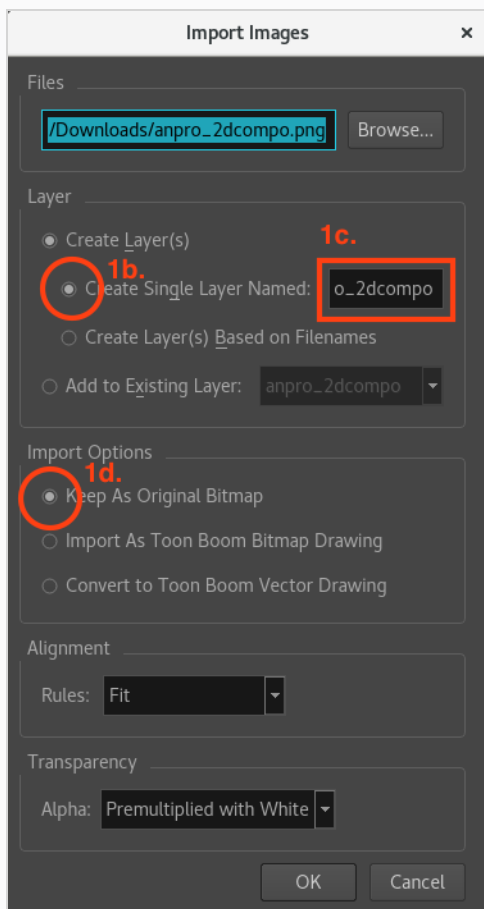 Import Images ×
Files
/Downloads/anpro_2dcompo.png Browse...
Layer
Create Layer(s)
1c.
1b.
Create Single Layer Named: o_2dcompo
Create Layer(s) Based on Filenames
Add to Existing Layer: anpro_2dcompo
Import Options
1d.
Keep As Original Bitmap
Import As Toon Boom Bitmap Drawing
Convert to Toon Boom Vector Drawing
Alignment
Rules: Fit
Transparency
Alpha: Premultiplied with White
OK Cancel